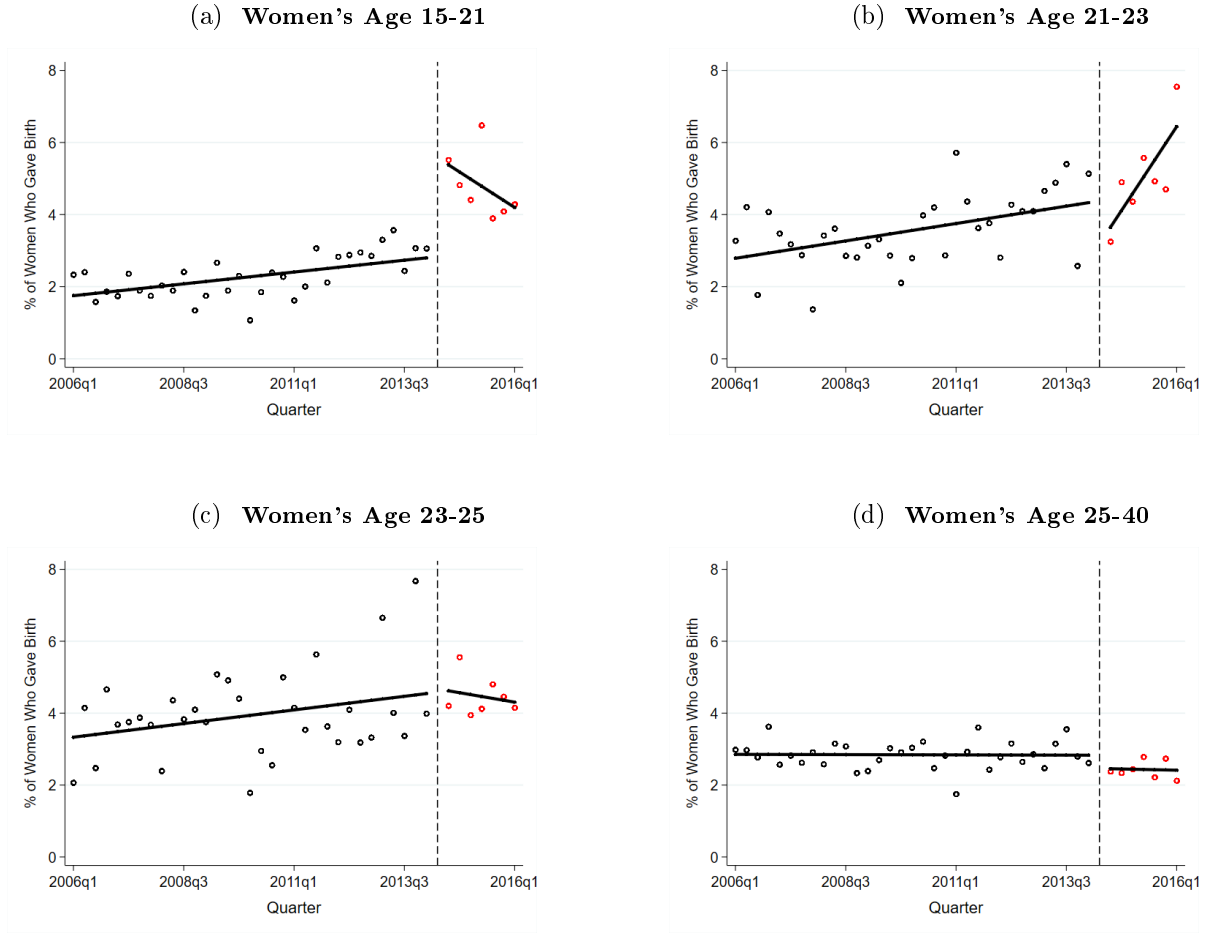 (a) Women's Age 15-21
% of Women Who Gave Birth
8
6
4
2
0
2006q1 2008q3 2011q1 2013q3 2016q1
Quarter
(b) Women's Age 21-23
% of Women Who Gave Birth
8
6
4
2
0
2006q1 2008q3 2011q1 2013q3 2016q1
Quarter
(c) Women's Age 23-25
% of Women Who Gave Birth
8
6
4
2
0
2006q1 2008q3 2011q1 2013q3 2016q1
Quarter
(d) Women's Age 25-40
% of Women Who Gave Birth
8
6
4
2
0
2006q1 2008q3 2011q1 2013q3 2016q1
Quarter